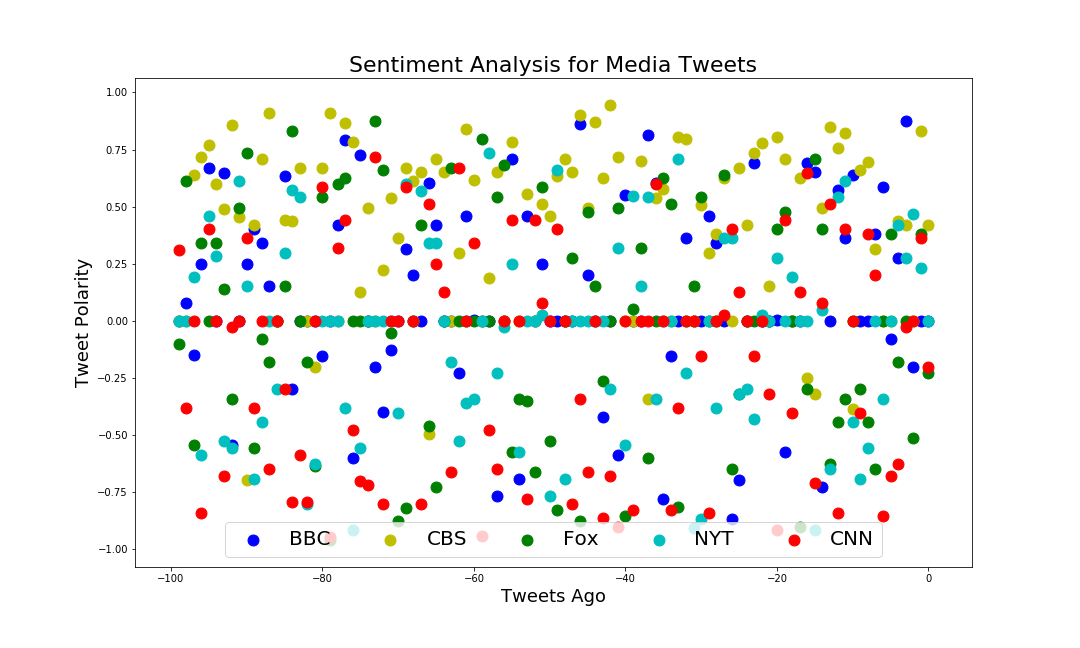 Sentiment Analysis for Media Tweets
Tweet Polarity
1.00
0.75
0.50
0.25
0.00
−0.25
−0.50
−0.75
−1.00
BBC CBS Fox NYT CNN
−100 −80 −60 −40 −20 0
Tweets Ago